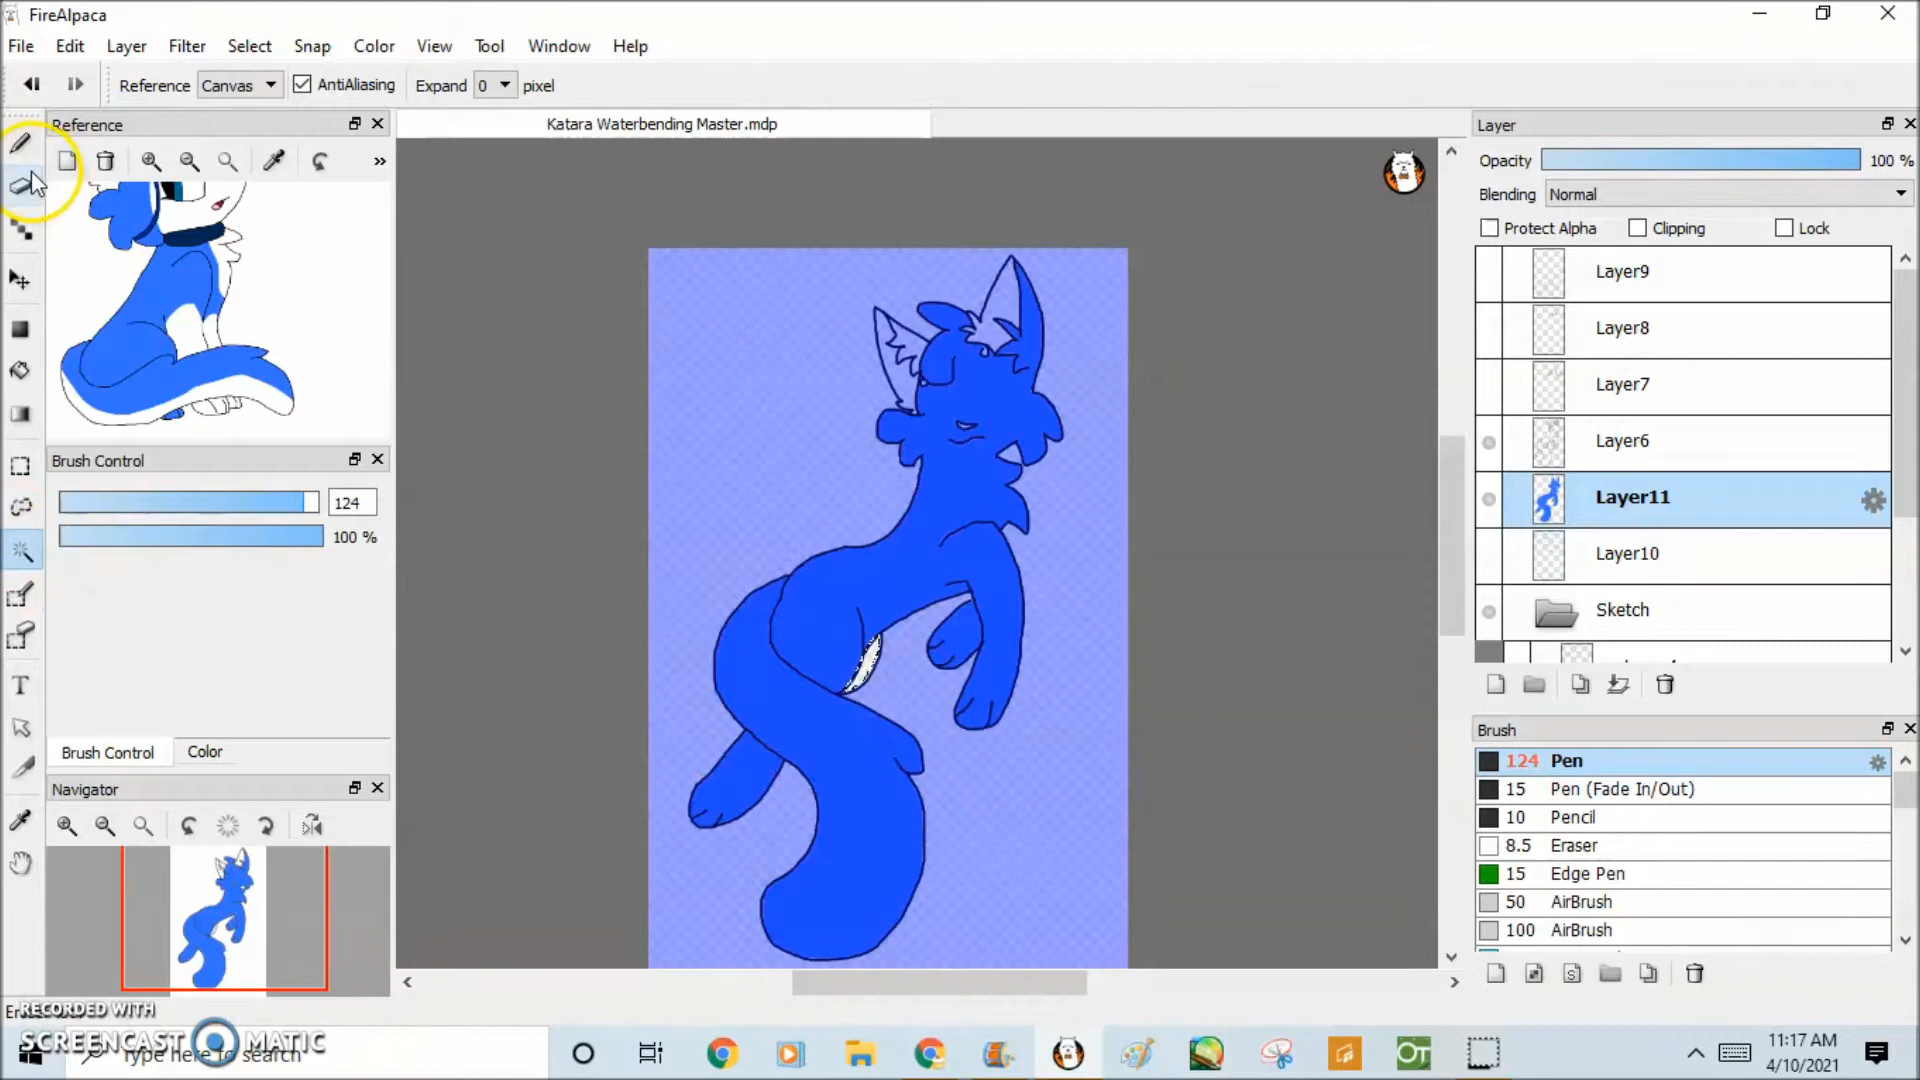 FireAlpaca
File Edit Layer Filter Select Snap Color View Tool Window Help
Reference Canvas AntiAliasing Expand 0 pixel
Reference
Katara Waterbending Master.mdp
Layer
Opacity 100 %
Blending Normal
Protect Alpha Clipping Lock
Layer9
Layer8
Layer7
Layer6
Layer11
Layer10
Sketch
Brush Control
124
100 %
Brush Control Color
Navigator
Brush
124 Pen
15 Pen (Fade In/Out)
10 Pencil
8.5 Eraser
15 Edge Pen
50 AirBrush
100 AirBrush
RECORDED WITH
SCREENCAST MATIC
Type here to search
OT
11:17 AM
4/10/2021